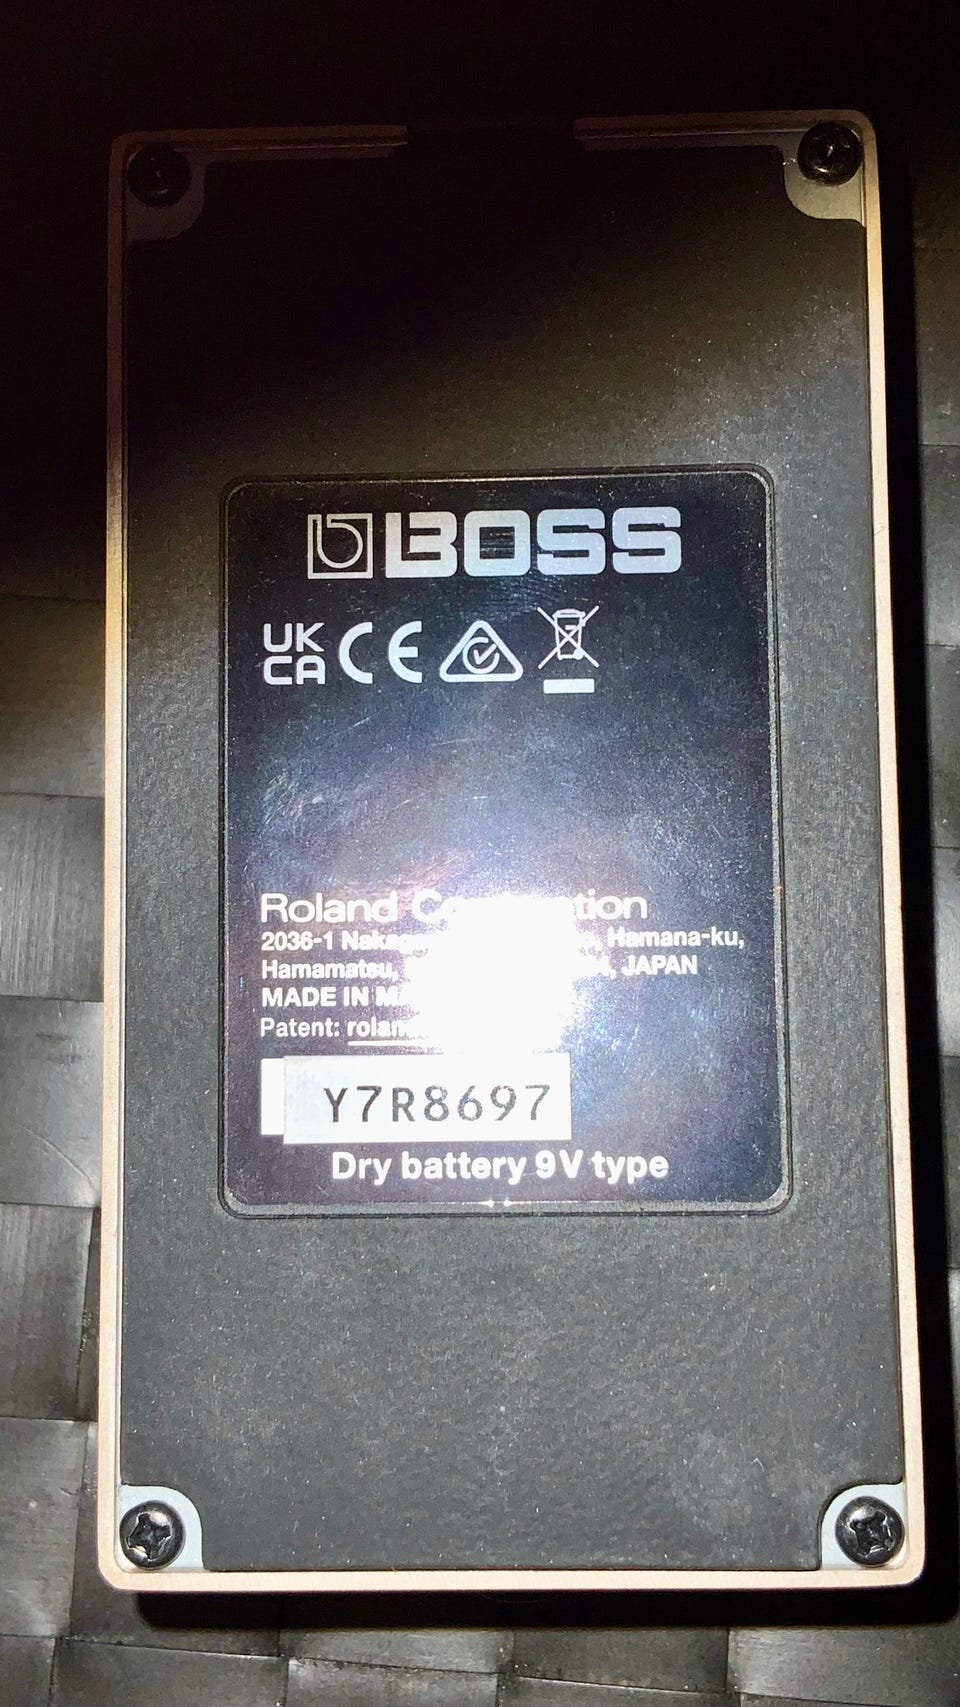 BOSS
UK
CA CE
Roland
2036-1 Hamana-ku,
Hamamatsu, JAPAN
MADE IN
Patent:
Y7R8697
Dry battery 9V type